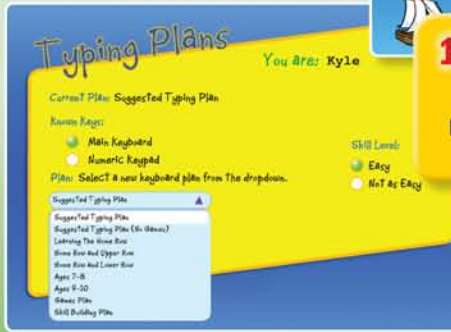 Typing Plans
You are: Kyle
Current Plan: Suggested Typing Plan
Known Keys:
Main Keyboard
Numeric Keypad
Skill Level:
Easy
Not as Easy
Plan: Select a new keyboard plan from the dropdown.
Suggested Typing Plan
Suggested Typing Plan
Suggested Typing Plan (No Games)
Learning the Home Row
Home Row and Upper Row
Home Row and Lower Row
Ages 7-8
Ages 9-10
Games Plan
Skill Building Plan
1